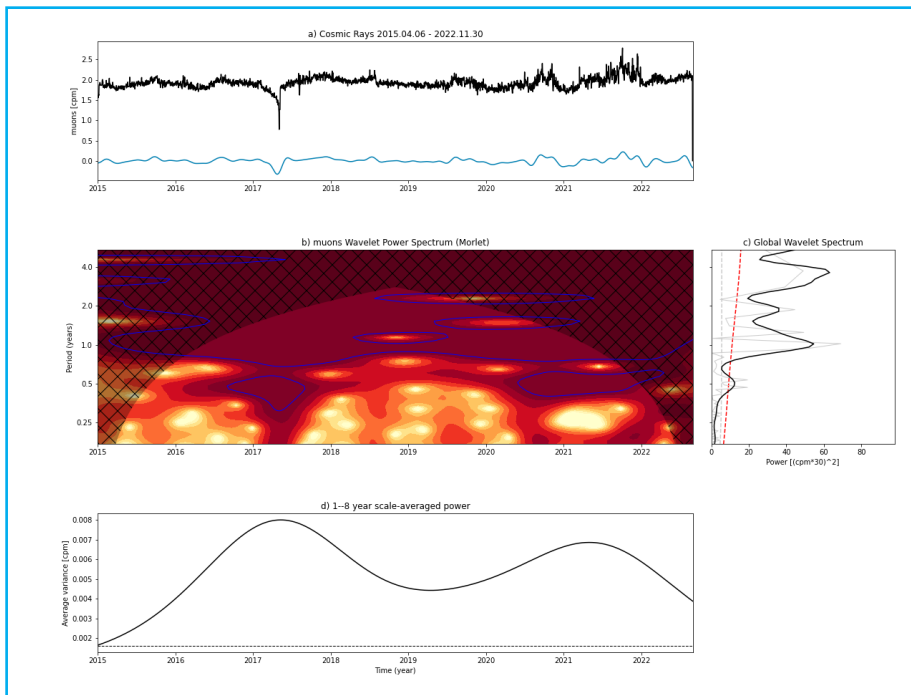 a) Cosmic Rays 2015.04.06 - 2022.11.30
muons [cpm]
2.5
2.0
1.5
1.0
0.5
0.0
2015 2016 2017 2018 2019 2020 2021 2022
b) muons Wavelet Power Spectrum (Morlet)
Period (years)
4.0
2.0
1.0
0.5
0.25
2015 2016 2017 2018 2019 2020 2021 2022
c) Global Wavelet Spectrum
0 20 40 60 80
Power [(cpm*30)^2]
d) 1--8 year scale-averaged power
Average variance [cpm]
0.008
0.007
0.006
0.005
0.004
0.003
0.002
2015 2016 2017 2018 2019 2020 2021 2022
Time (year)